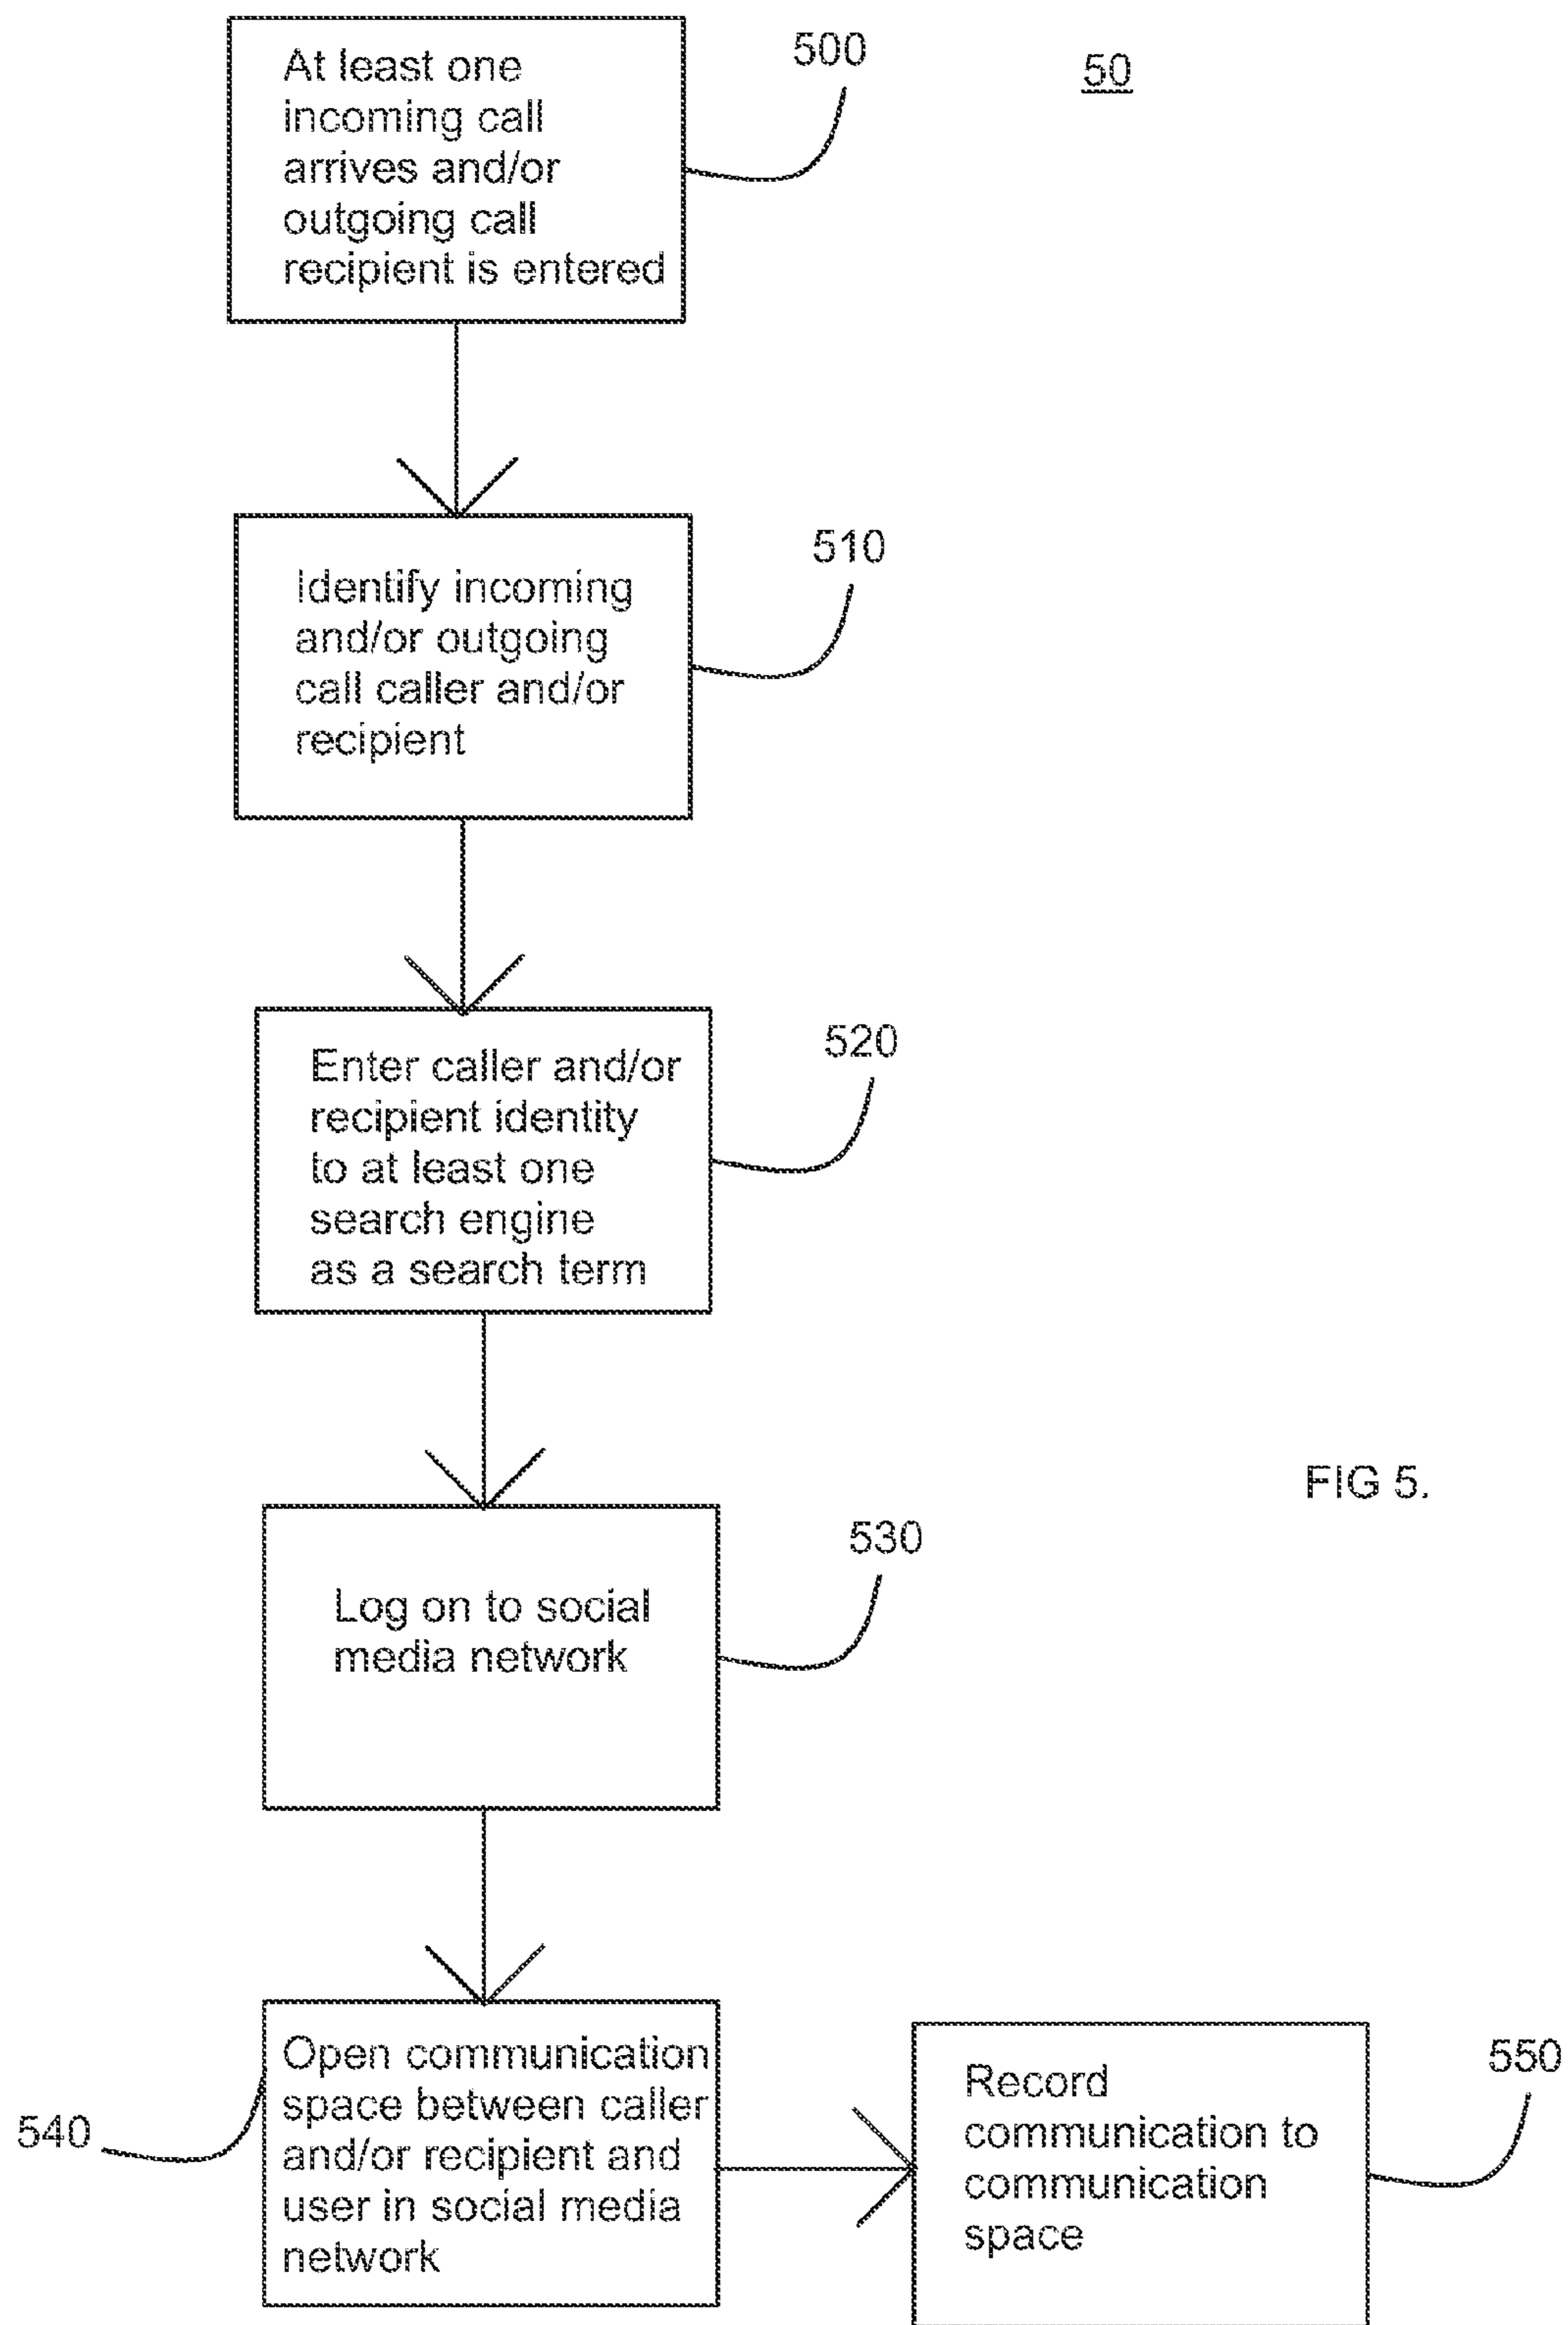 At least one
incoming call
arrives and/or
outgoing call
recipient is entered
500
50
Identify incoming
and/or outgoing
call caller and/or
recipient
510
Enter caller and/or
recipient identity
to at least one
search engine
as a search term
520
FIG 5.
Log on to social
media network
530
Open communication
space between caller
and/or recipient and
user in social media
network
540
Record
communication to
communication
space
550